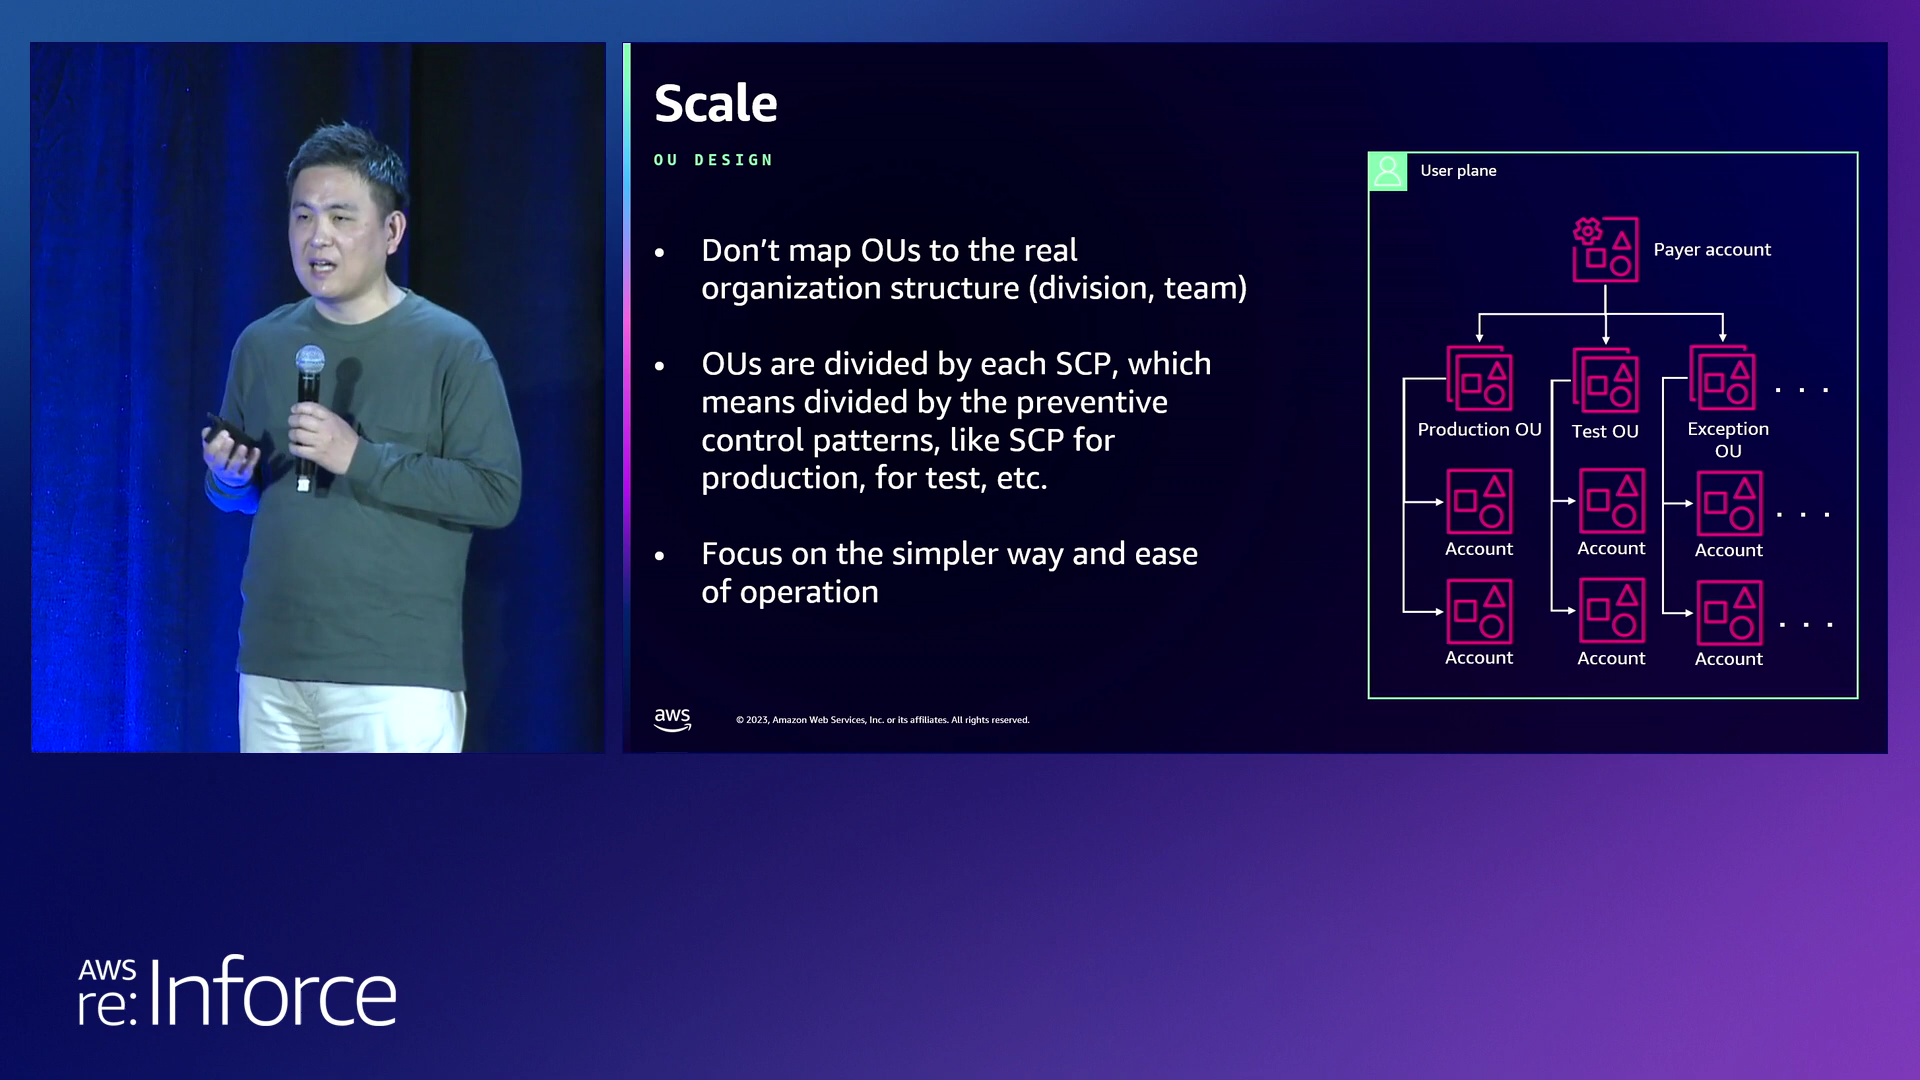 Scale
OU DESIGN
• Don’t map OUs to the real
organization structure (division, team)
• OUs are divided by each SCP, which
means divided by the preventive
control patterns, like SCP for
production, for test, etc.
• Focus on the simpler way and ease
of operation
aws
© 2023, Amazon Web Services, Inc. or its affiliates. All rights reserved.
User plane
Payer account
Production OU
Test OU
Exception
OU
. . .
Account
Account
Account
. . .
Account
Account
Account
. . .
AWS
re:Inforce